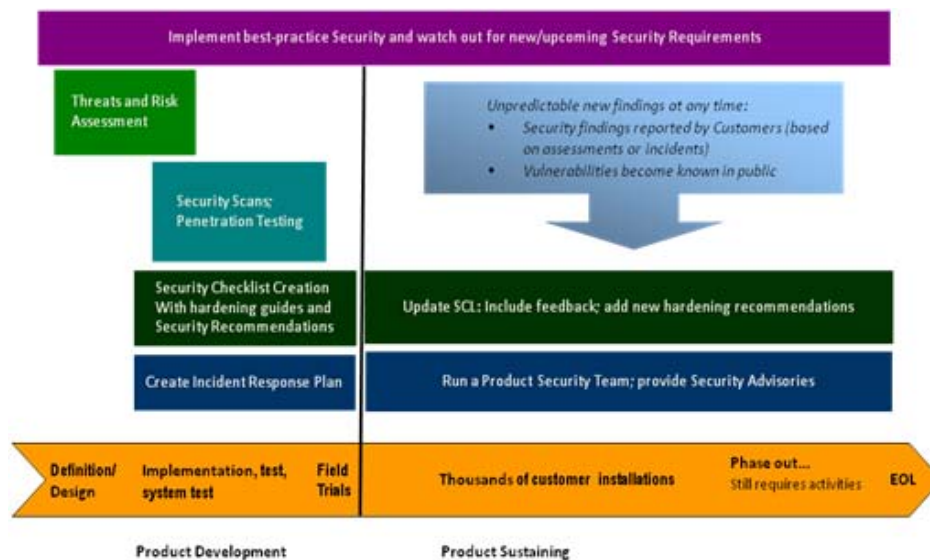 Implement best-practice Security and watch out for new/upcoming Security Requirements
Threats and Risk
Assessment
Unpredictable new findings at any time:
• Security findings reported by Customers (based
on assessments or incidents)
• Vulnerabilities become known in public
Security Scans;
Penetration Testing
Security Checklist Creation
With hardening guides and
Security Recommendations
Update SCL: Include feedback; add new hardening recommendations
Create Incident Response Plan
Run a Product Security Team; provide Security Advisories
Definition/
Design
Implementation, test,
system test
Field
Trials
Thousands of customer installations
Phase out...
Still requires activities
EOL
Product Development
Product Sustaining